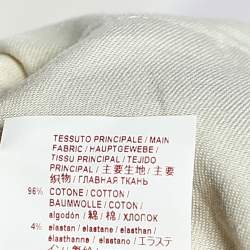 TESSUTO PRINCIPALE / MAIN
FABRIC / HAUPTGEWEBE /
TISSU PRINCIPAL / TEJIDO
PRINCIPAL / 主要生地 / 主要
织物 / ГЛАВНАЯ ТКАНЬ
96% COTONE / COTTON /
BAUMWOLLE / COTON /
algodón / 綿 / 棉 / ХЛОПОК
4% elastan / elastane / elasthan /
élasthanne / elastano / エラステ